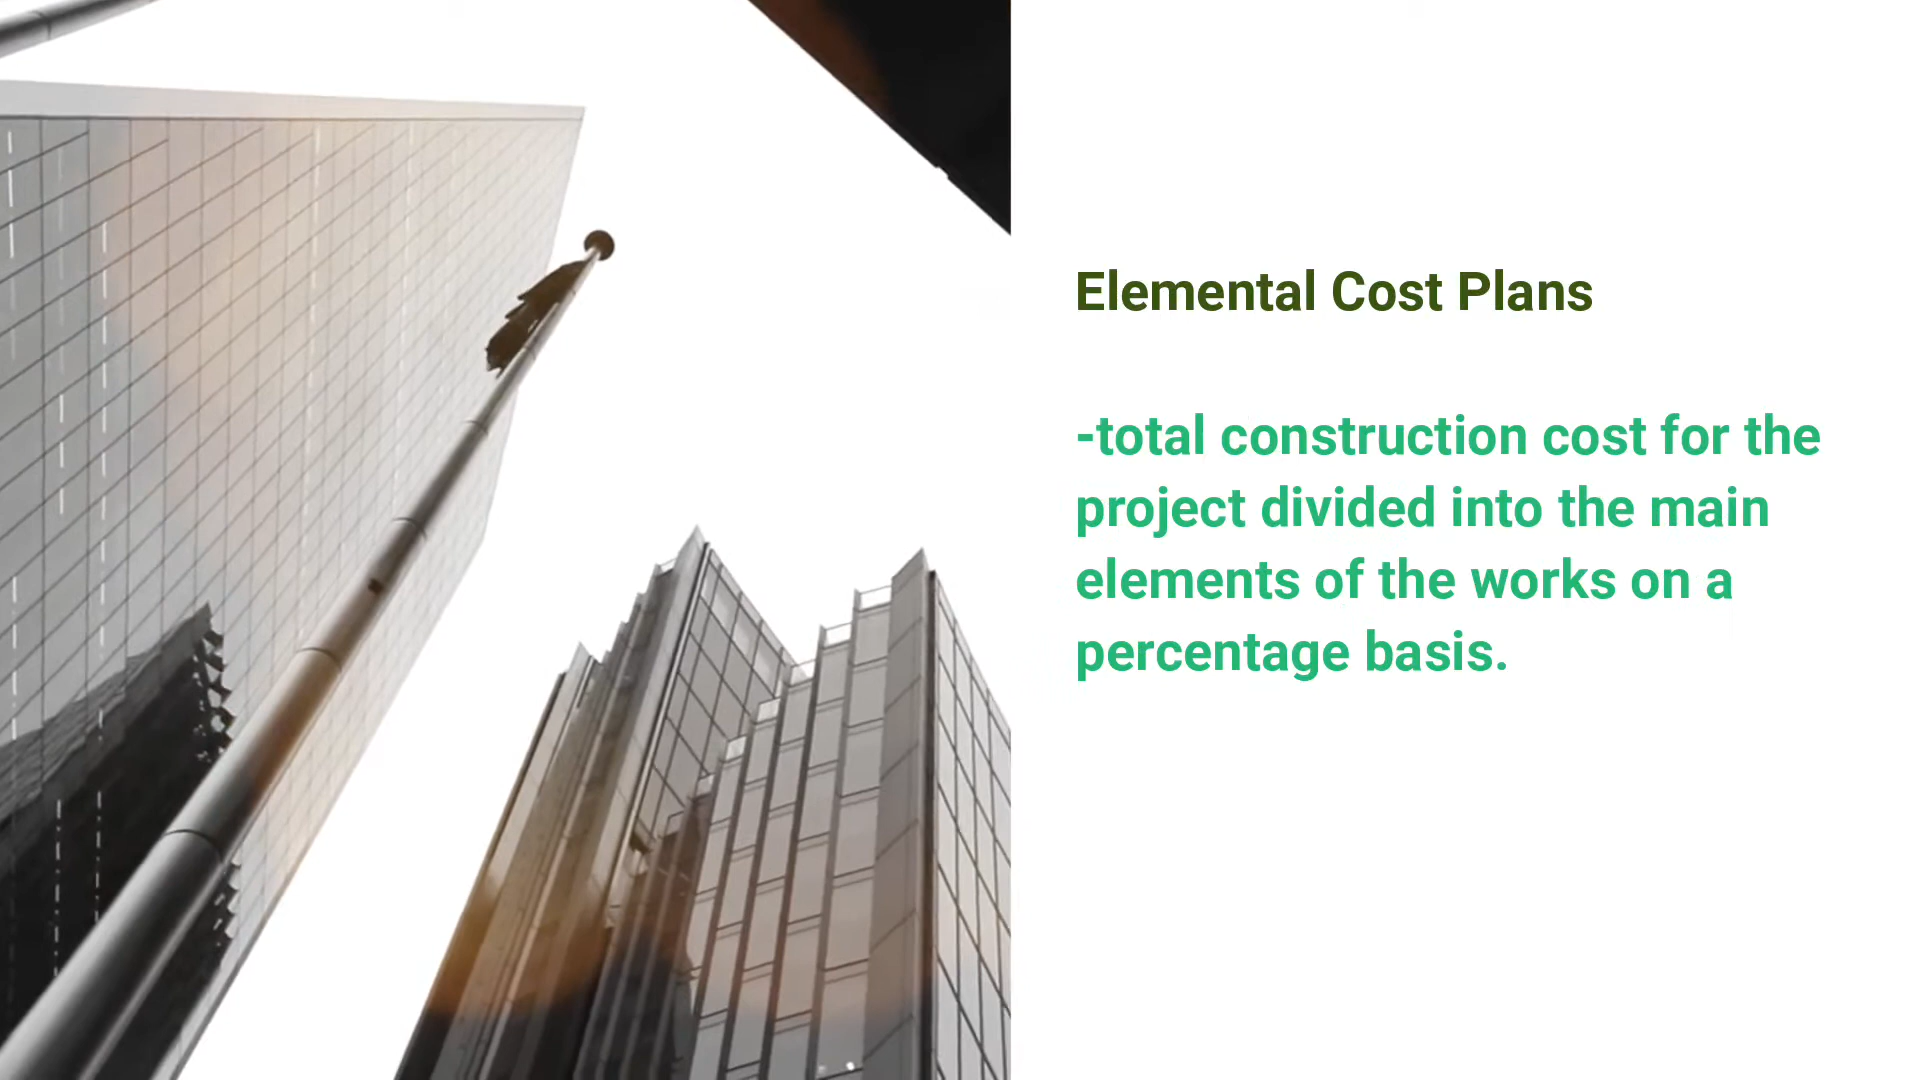 Elemental Cost Plans
-total construction cost for the
project divided into the main
elements of the works on a
percentage basis.